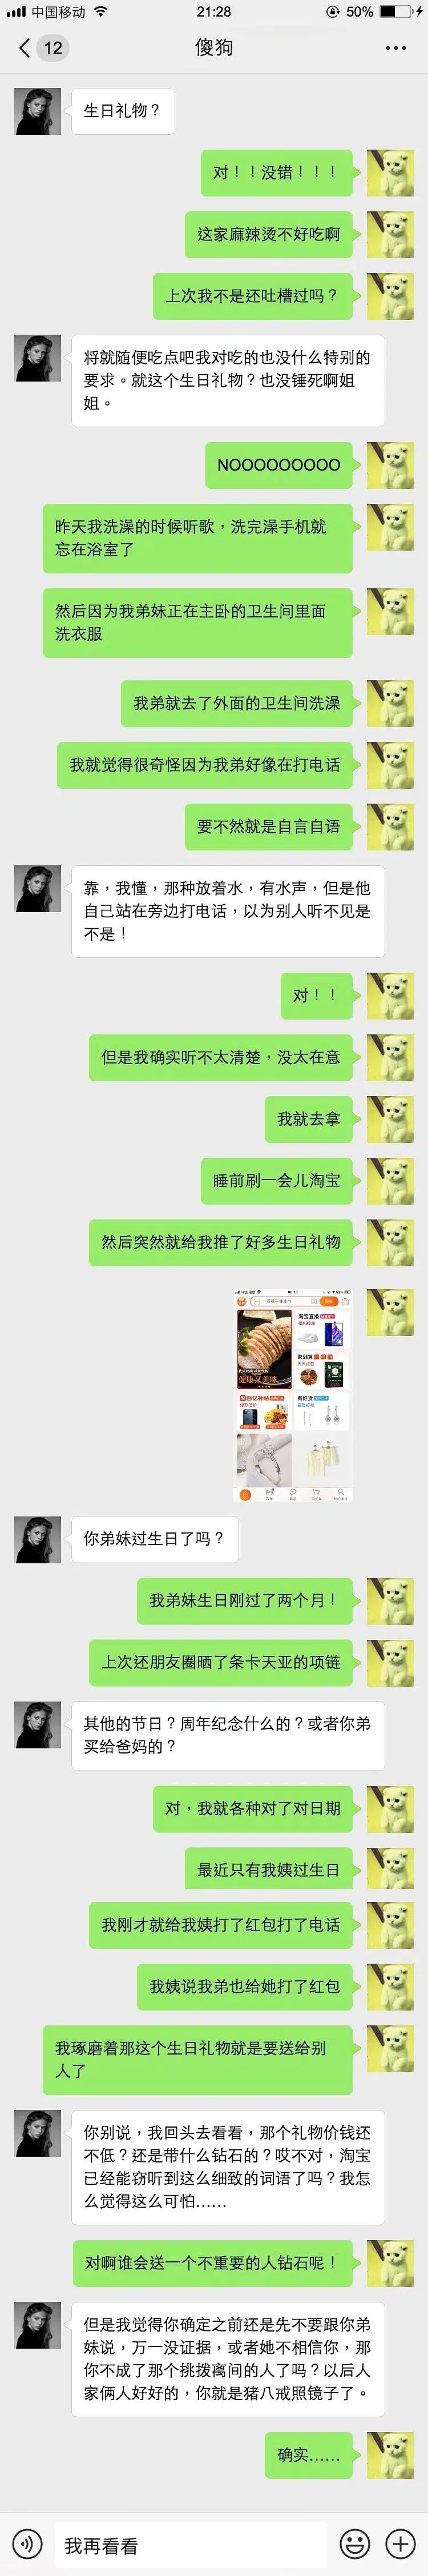 中国移动
21:28
50%
12
傻狗
生日礼物？
对！！没错！！！
这家麻辣烫不好吃啊
上次我不是还吐槽过吗？
将就随便吃点吧我对吃的也没什么特别的
要求。就这个生日礼物？也没锤死啊姐
姐。
NOOOOOOOOO
昨天我洗澡的时候听歌，洗完澡手机就
忘在浴室了
然后因为我弟妹正在主卧的卫生间里面
洗衣服
我弟就去了外面的卫生间洗澡
我就觉得很奇怪因为我弟好像在打电话
要不然就是自言自语
靠，我懂，那种放着水，有水声，但是他
自己站在旁边打电话，以为别人听不见是
不是！
对！！
但是我确实听不太清楚，没太在意
我就去拿
睡前刷一会儿淘宝
然后突然就给我推了好多生日礼物
淘宝直播
健康又美味
有好货
你弟妹过生日了吗？
我弟妹生日刚过了两个月！
上次还朋友圈晒了条卡天亚的项链
其他的节日？周年纪念什么的？或者你弟
买给爸妈的？
对，我就各种对了对日期
最近只有我姨过生日
我刚才就给我姨打了红包打了电话
我姨说我弟也给她打了红包
我琢磨着那这个生日礼物就是要送给别
人了
你别说，我回头去看看，那个礼物价钱还
不低？还是带什么钻石的？哎不对，淘宝
已经能窃听到这么细致的词语了吗？我怎
么觉得这么可怕……
对啊谁会送一个不重要的人钻石呢！
但是我觉得你确定之前还是先不要跟你弟
妹说，万一没证据，或者她不相信你，那
你不成了那个挑拨离间的人了吗？以后人
家俩人好好的，你就是猪八戒照镜子了。
确实……
我再看看